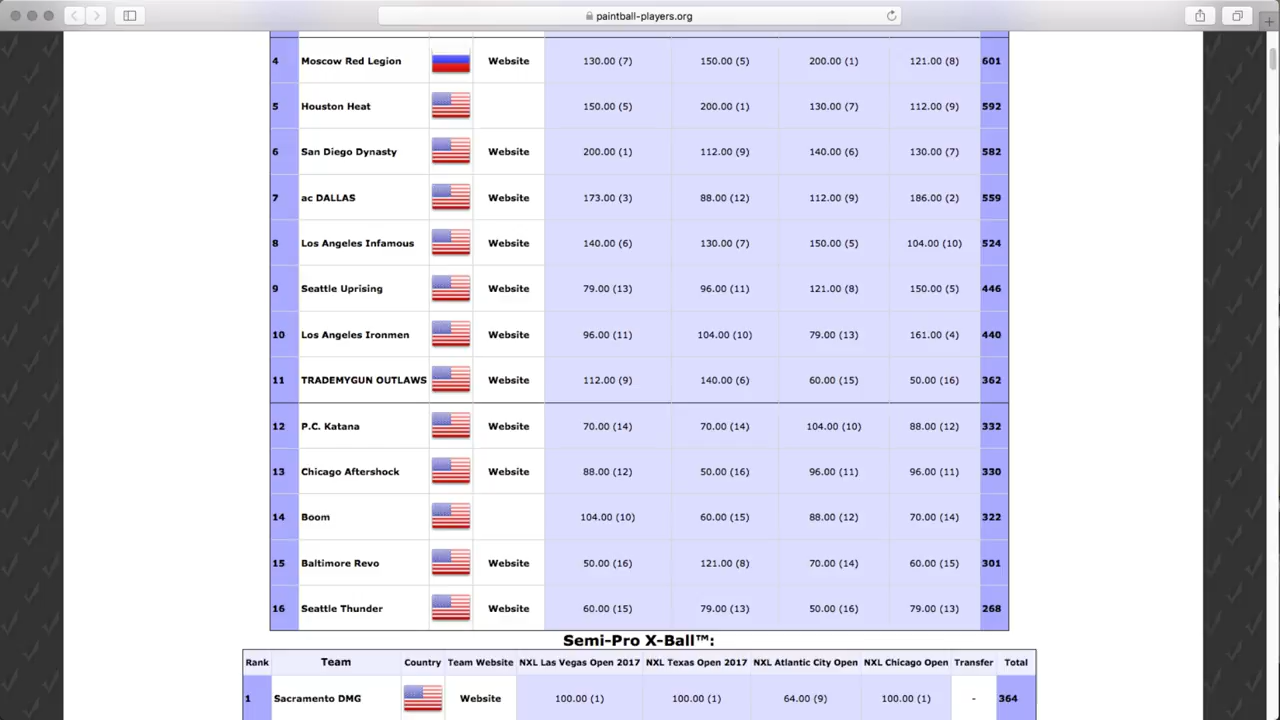 paintball-players.org
4 Moscow Red Legion Website 130.00 (7) 150.00 (5) 200.00 (1) 121.00 (8) 601
5 Houston Heat 150.00 (5) 200.00 (1) 130.00 (7) 112.00 (9) 592
6 San Diego Dynasty Website 200.00 (1) 112.00 (9) 140.00 (6) 130.00 (7) 582
7 ac DALLAS Website 173.00 (3) 88.00 (12) 112.00 (9) 186.00 (2) 559
8 Los Angeles Infamous Website 140.00 (6) 130.00 (7) 150.00 (5) 104.00 (10) 524
9 Seattle Uprising Website 79.00 (13) 96.00 (11) 121.00 (8) 150.00 (5) 446
10 Los Angeles Ironmen Website 96.00 (11) 104.00 (10) 79.00 (13) 161.00 (4) 440
11 TRADEMYGUN OUTLAWS Website 112.00 (9) 140.00 (6) 60.00 (15) 50.00 (16) 362
12 P.C. Katana Website 70.00 (14) 70.00 (14) 104.00 (10) 88.00 (12) 332
13 Chicago Aftershock Website 88.00 (12) 50.00 (16) 96.00 (11) 96.00 (11) 330
14 Boom 104.00 (10) 60.00 (15) 88.00 (12) 70.00 (14) 322
15 Baltimore Revo Website 50.00 (16) 121.00 (8) 70.00 (14) 60.00 (15) 301
16 Seattle Thunder Website 60.00 (15) 79.00 (13) 50.00 (16) 79.00 (13) 268
Semi-Pro X-Ball™:
Rank Team Country Team Website NXL Las Vegas Open 2017 NXL Texas Open 2017 NXL Atlantic City Open NXL Chicago Open Transfer Total
1 Sacramento DMG Website 100.00 (1) 100.00 (1) 64.00 (9) 100.00 (1) - 364